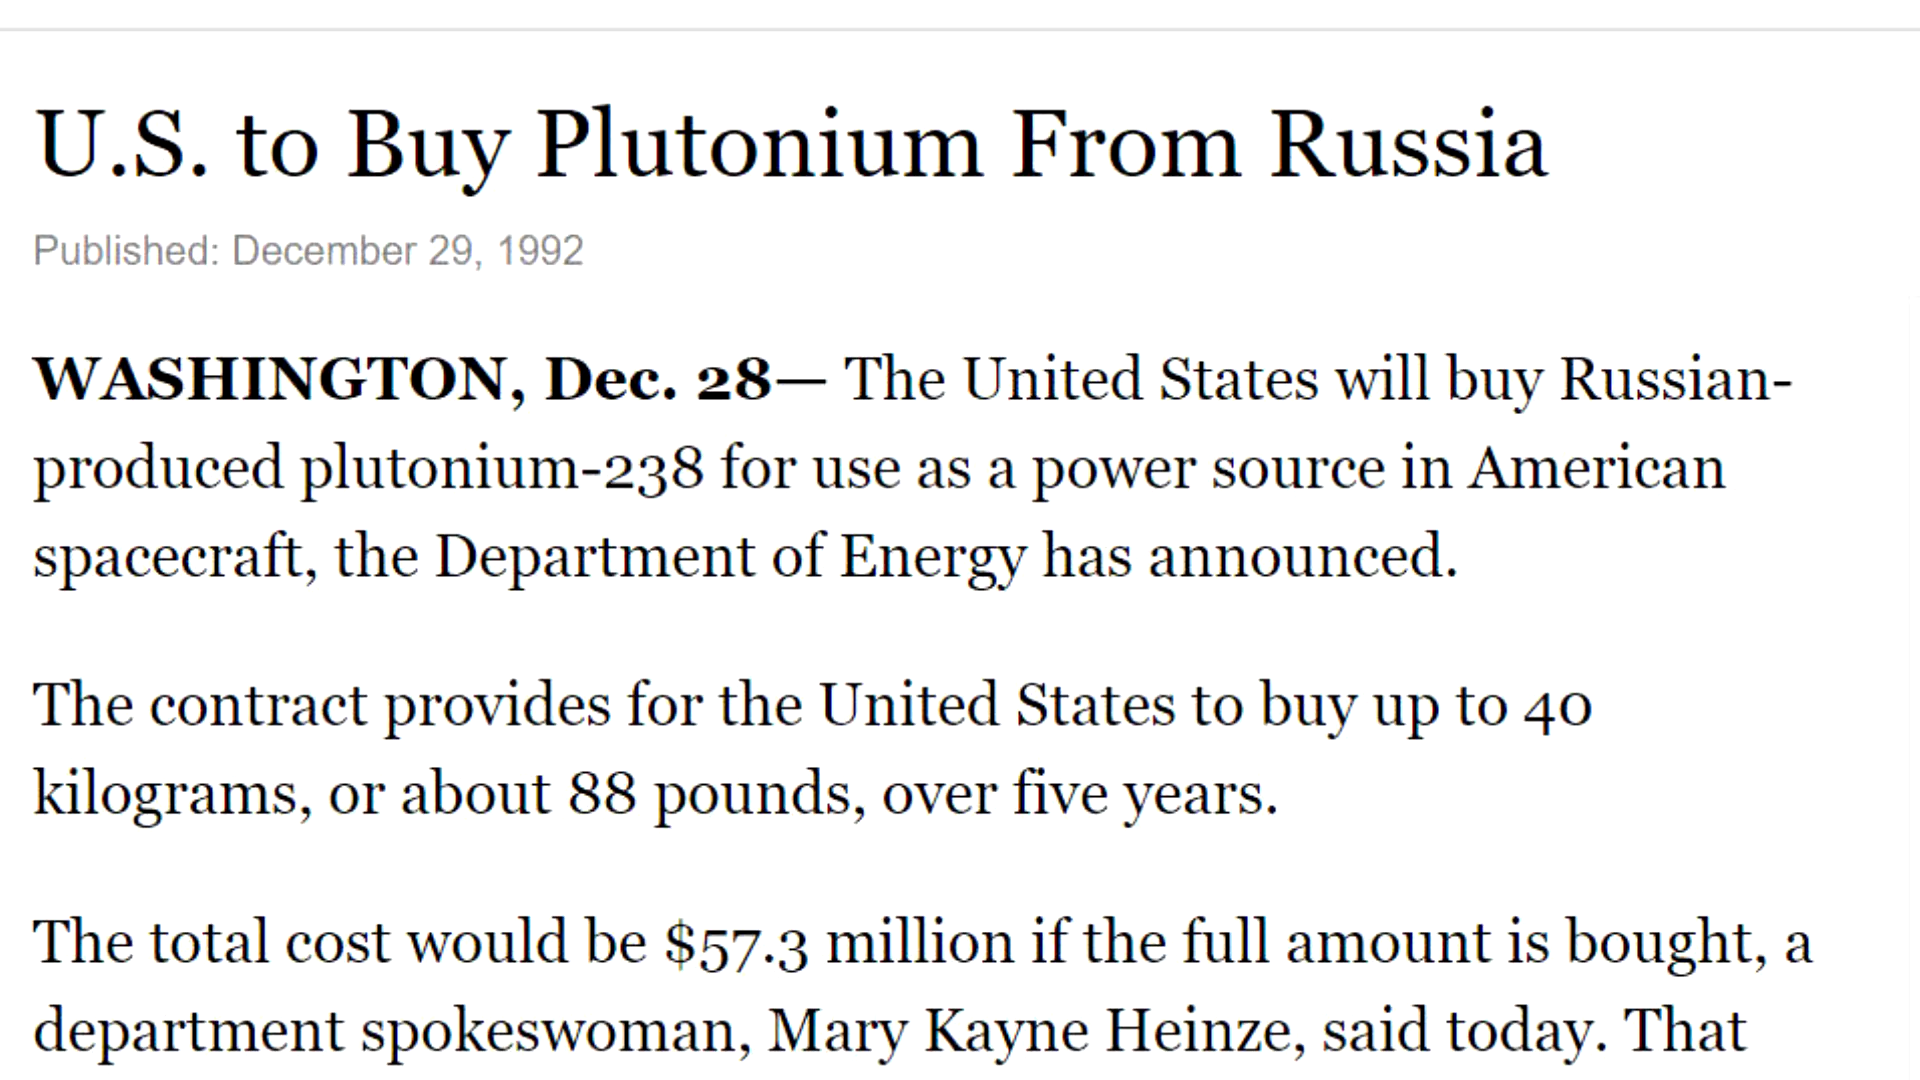 U.S. to Buy Plutonium From Russia
Published: December 29, 1992
WASHINGTON, Dec. 28— The United States will buy Russian-
produced plutonium-238 for use as a power source in American
spacecraft, the Department of Energy has announced.
The contract provides for the United States to buy up to 40
kilograms, or about 88 pounds, over five years.
The total cost would be $57.3 million if the full amount is bought, a
department spokeswoman, Mary Kayne Heinze, said today. That